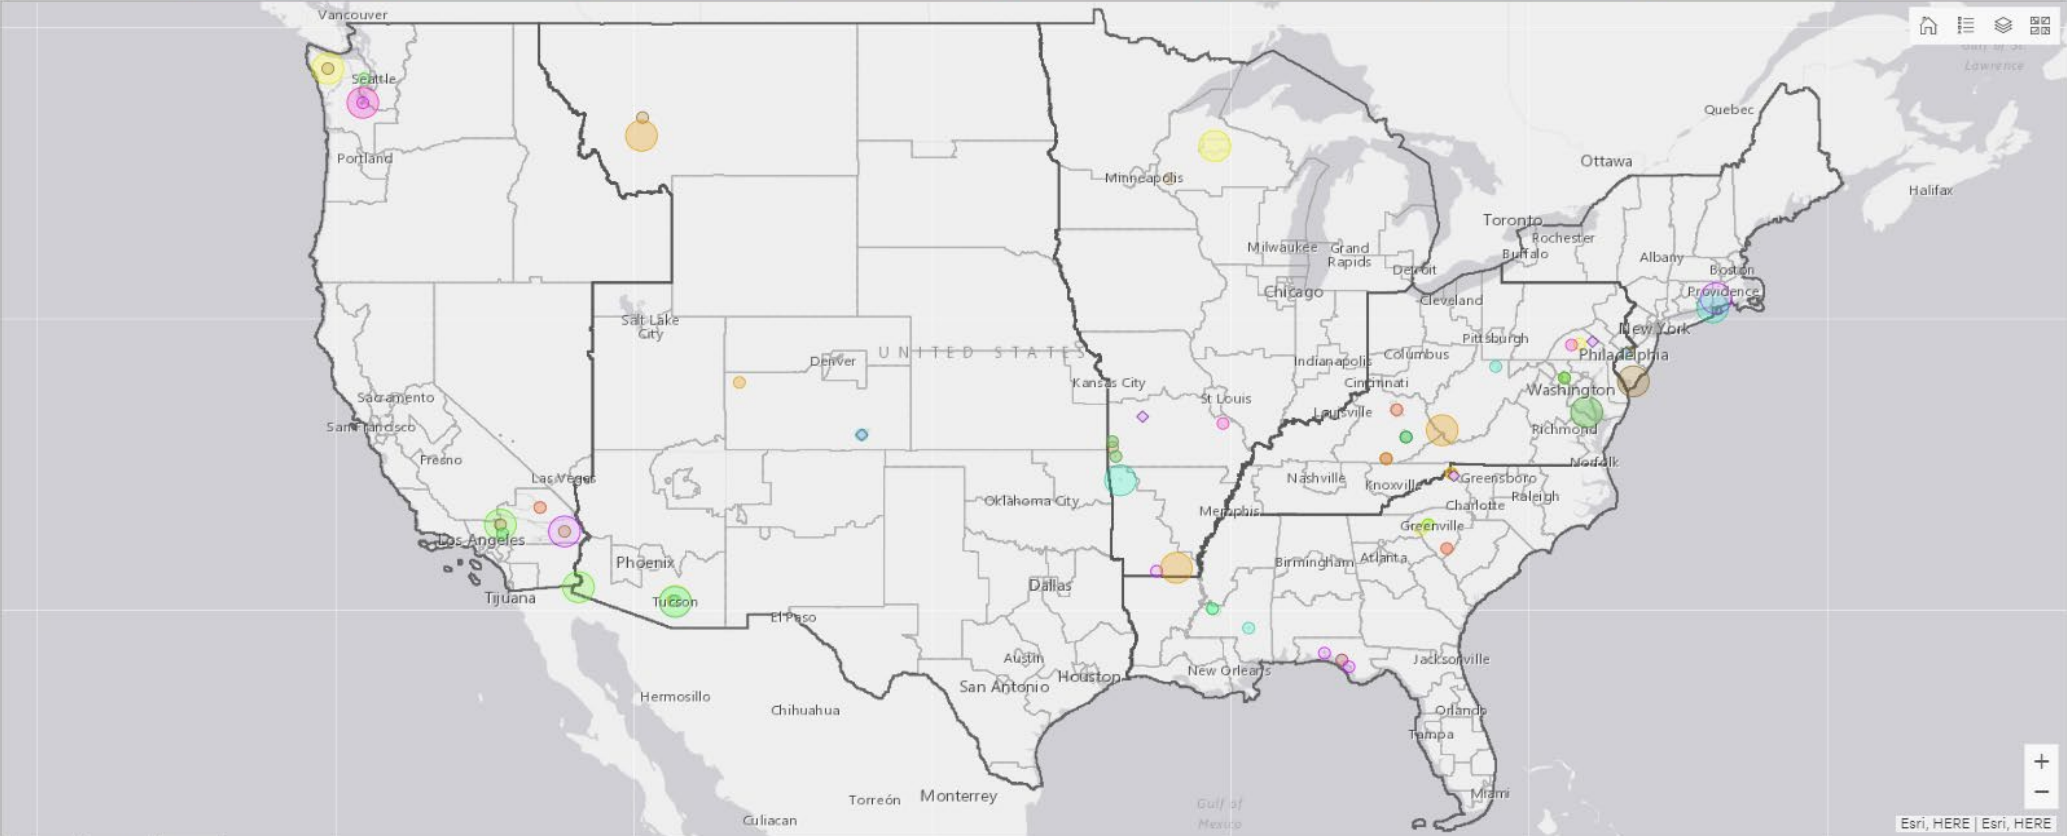 Vancouver
Gulf of St.
Lawrence
Seattle
Quebec
Portland
Ottawa
Minneapolis
Halifax
Toronto
Rochester
Milwaukee
Grand
Rapids
Buffalo
Albany
Detroit
Boston
Chicago
Cleveland
Providence
Salt Lake
City
New York
Pittsburgh
UNITED STATES
Denver
Indianapolis
Columbus
Philadelphia
Kansas City
Cincinnati
Washington
Sacramento
St Louis
Louisville
San Francisco
Richmond
Fresno
Norfolk
Las Vegas
Nashville
Knoxville
Greensboro
Oklahoma City
Raleigh
Memphis
Charlotte
Greenville
Los Angeles
Phoenix
Birmingham
Atlanta
Dallas
Tijuana
Tucson
El Paso
Austin
Jacksonville
New Orleans
Houston
San Antonio
Hermosillo
Chihuahua
Orlando
Tampa
Miami
Torreón
Monterrey
Gulf of
Mexico
Culiacan
Esri, HERE | Esri, HERE